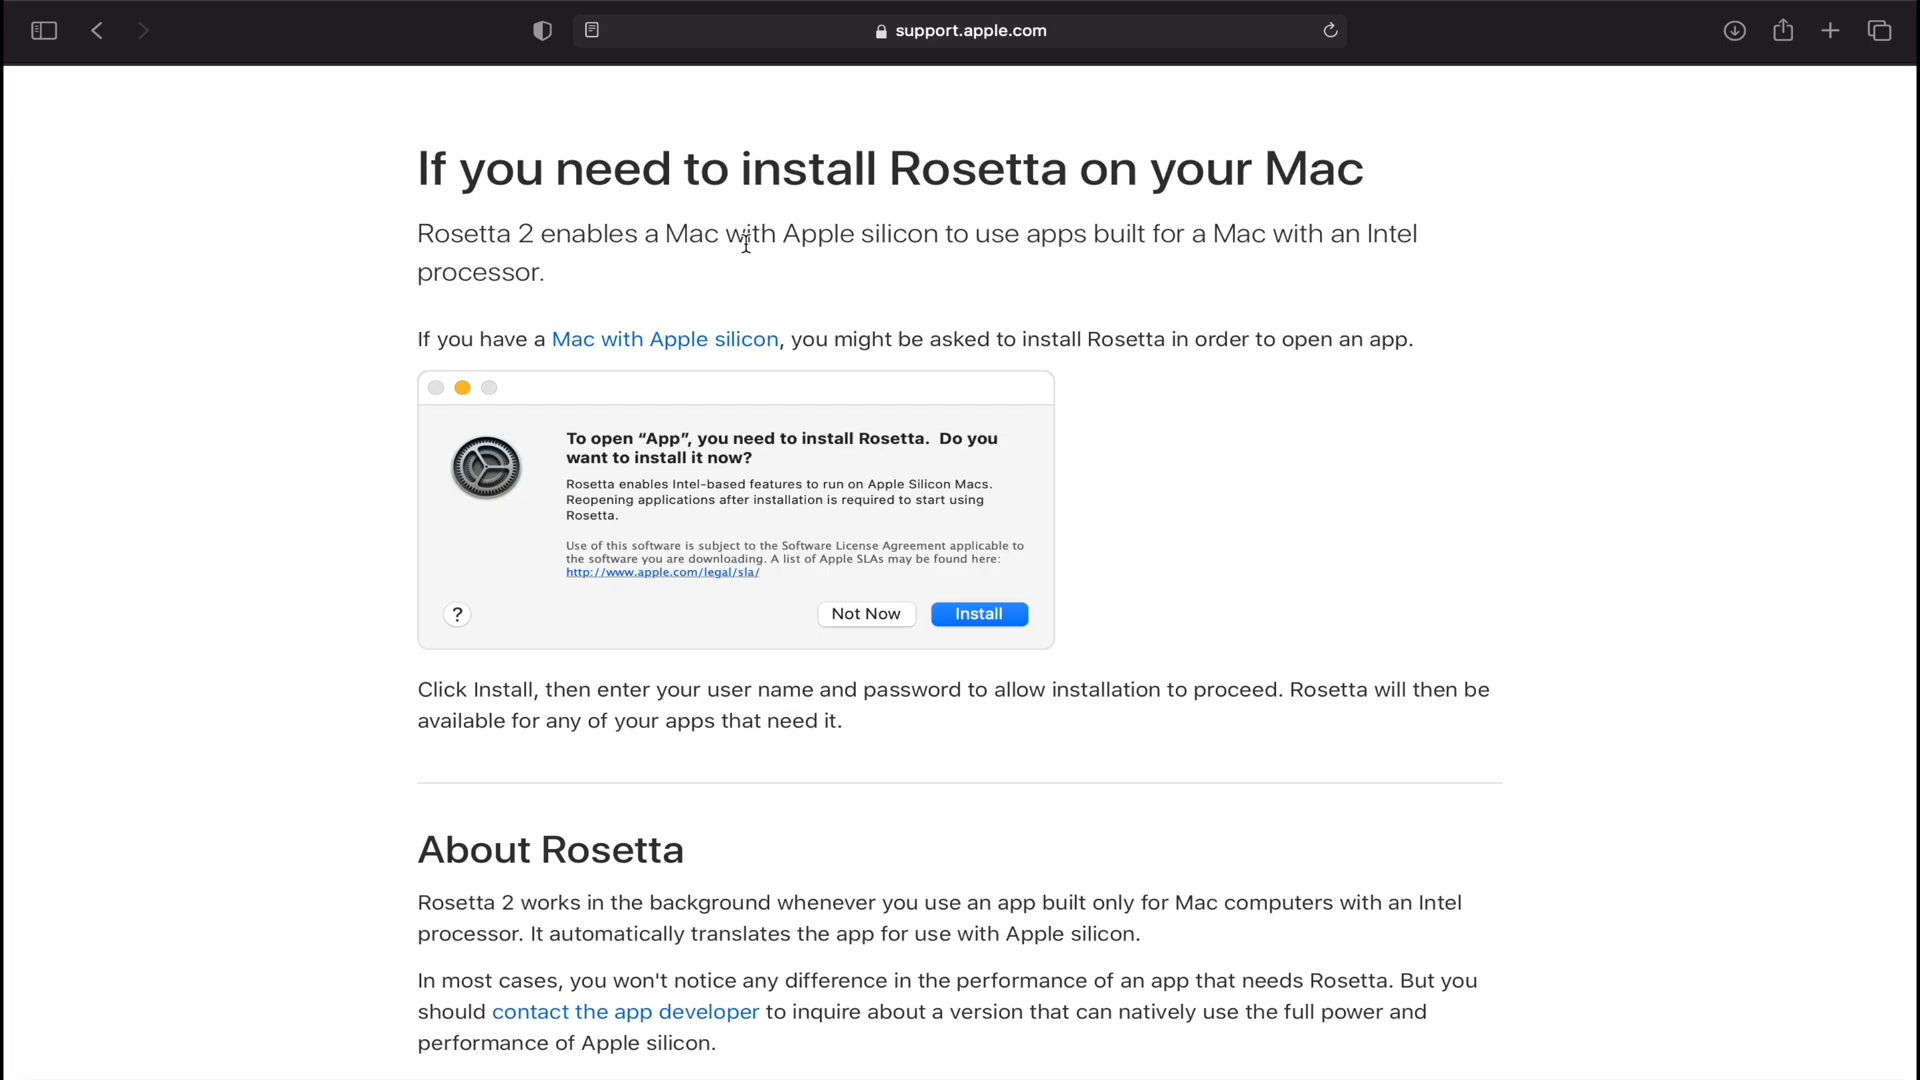 support.apple.com
If you need to install Rosetta on your Mac
Rosetta 2 enables a Mac with Apple silicon to use apps built for a Mac with an Intel
processor.
If you have a Mac with Apple silicon, you might be asked to install Rosetta in order to open an app.
To open “App”, you need to install Rosetta. Do you
want to install it now?
Rosetta enables Intel-based features to run on Apple Silicon Macs.
Reopening applications after installation is required to start using
Rosetta.
Use of this software is subject to the Software License Agreement applicable to
the software you are downloading. A list of Apple SLAs may be found here:
http://www.apple.com/legal/sla/
? Not Now Install
Click Install, then enter your user name and password to allow installation to proceed. Rosetta will then be
available for any of your apps that need it.
About Rosetta
Rosetta 2 works in the background whenever you use an app built only for Mac computers with an Intel
processor. It automatically translates the app for use with Apple silicon.
In most cases, you won't notice any difference in the performance of an app that needs Rosetta. But you
should contact the app developer to inquire about a version that can natively use the full power and
performance of Apple silicon.